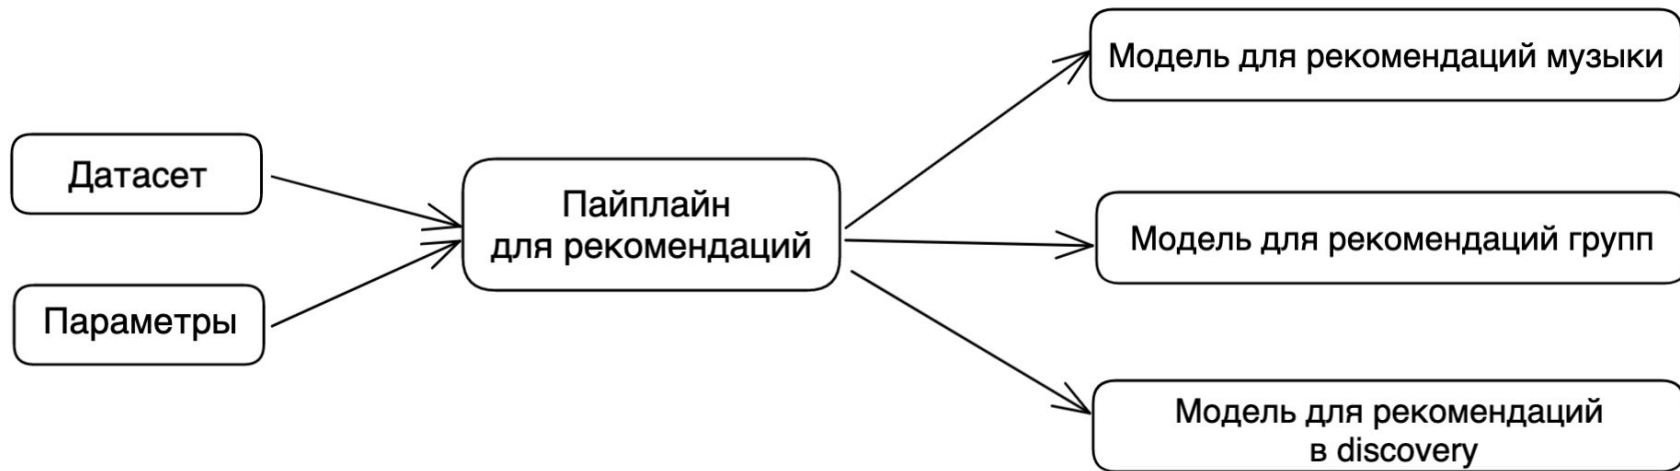 Датасет
Параметры
Пайплайн
для рекомендаций
Модель для рекомендаций музыки
Модель для рекомендаций групп
Модель для рекомендаций
в discovery